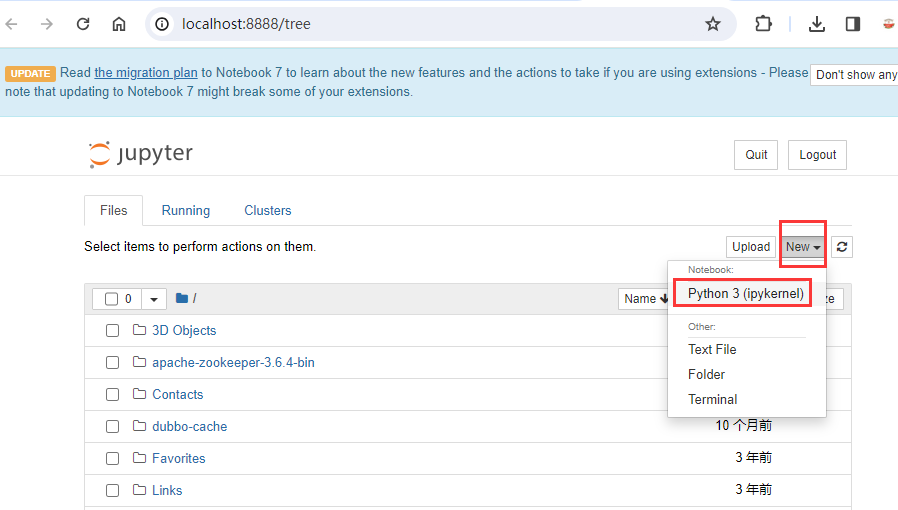 localhost:8888/tree
UPDATE Read the migration plan to Notebook 7 to learn about the new features and the actions to take if you are using extensions - Please
note that updating to Notebook 7 might break some of your extensions.
Don't show any
jupyter
Quit
Logout
Files
Running
Clusters
Select items to perform actions on them.
Upload
New
Notebook:
Python 3 (ipykernel)
Other:
Text File
Folder
Terminal
0
/
Name
ze
3D Objects
apache-zookeeper-3.6.4-bin
Contacts
dubbo-cache
10 个月前
Favorites
3 年前
Links
3 年前